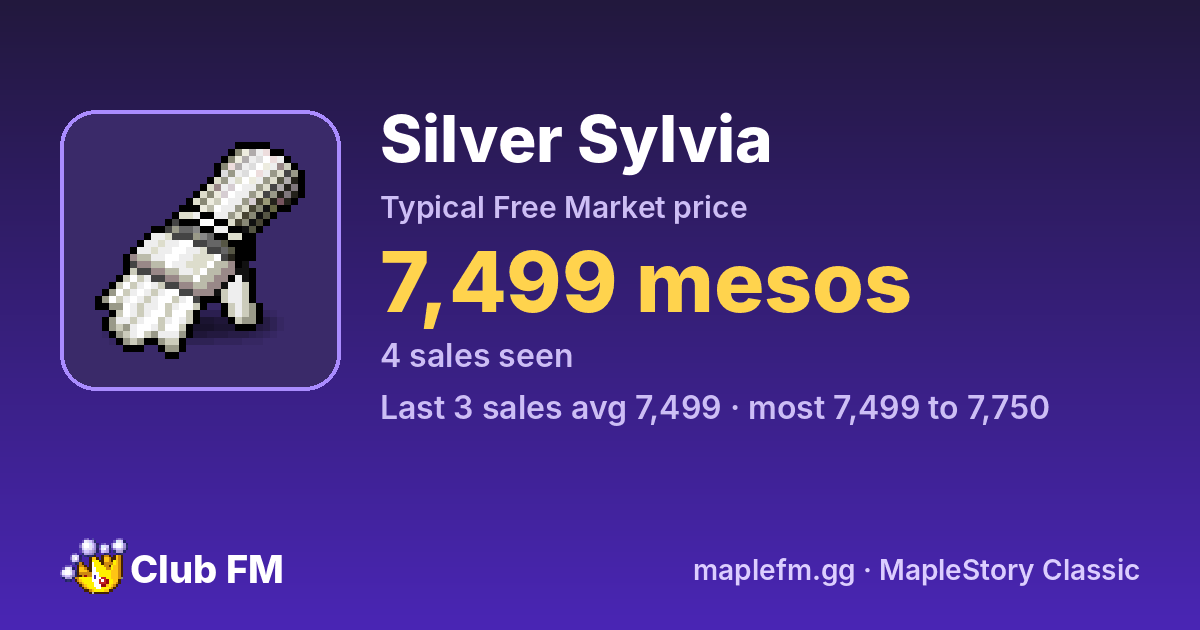 Silver Sylvia
Typical Free Market price
7,499 mesos
4 sales seen
Last 3 sales avg 7,499 · most 7,499 to 7,750
Club FM
maplefm.gg · MapleStory Classic